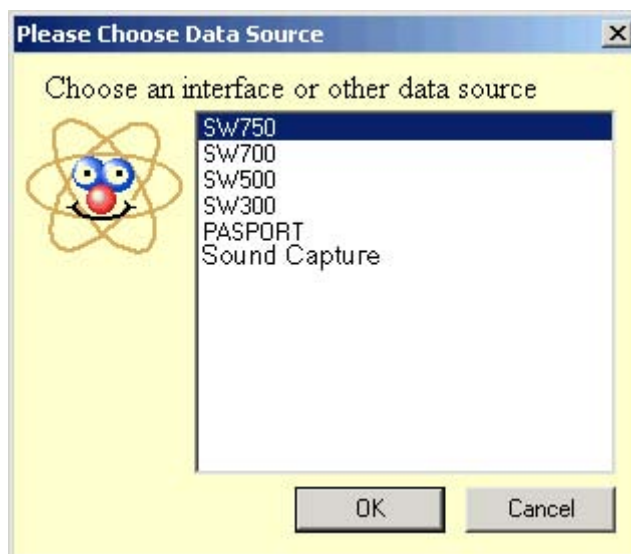 Please Choose Data Source
Choose an interface or other data source
SW750
SW700
SW500
SW300
PASPORT
Sound Capture
OK Cancel